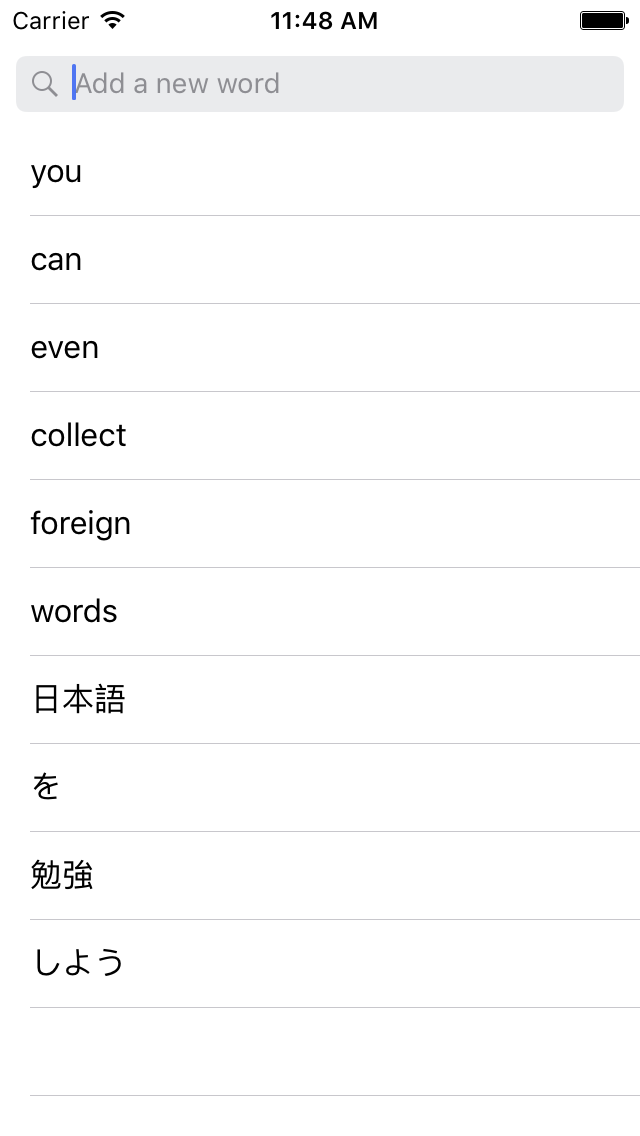 Carrier 11:48 AM
Add a new word
you
can
even
collect
foreign
words
日本語
を
勉強
しよう